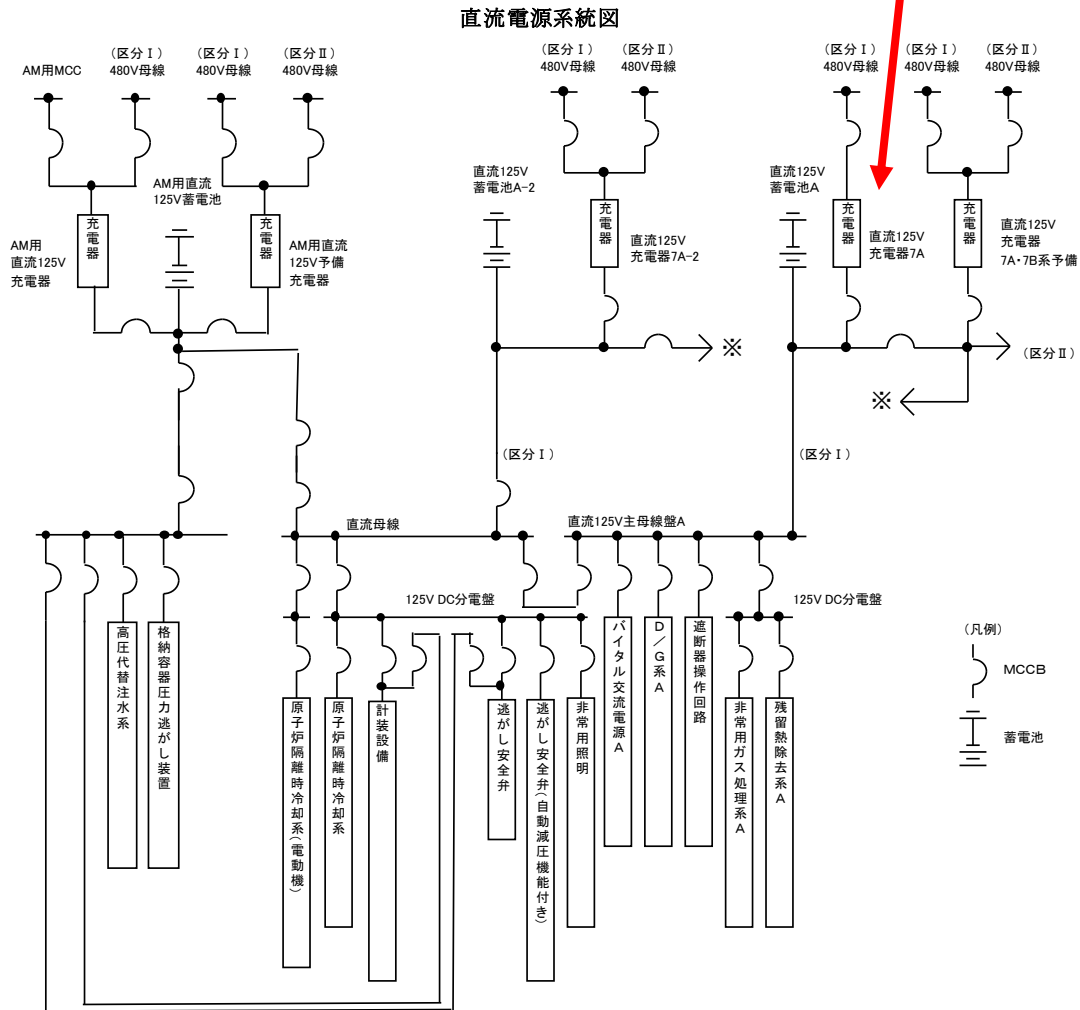 直流電源系統図
AM用MCC
(区分Ⅰ)
480V母線
(区分Ⅰ)
480V母線
(区分Ⅱ)
480V母線
(区分Ⅰ)
480V母線
(区分Ⅱ)
480V母線
(区分Ⅰ)
480V母線
(区分Ⅰ)
480V母線
(区分Ⅱ)
480V母線
AM用
直流125V
充電器
充電器
AM用直流
125V蓄電池
充電器
AM用直流
125V予備
充電器
直流125V
蓄電池A-2
充電器
直流125V
充電器7A-2
直流125V
蓄電池A
充電器
直流125V
充電器7A
充電器
直流125V
充電器
7A・7B系予備
※
(区分Ⅱ)
※
(区分Ⅰ)
(区分Ⅰ)
直流母線
直流125V主母線盤A
125V DC分電盤
125V DC分電盤
高圧代替注水系
格納容器圧力逃がし装置
原子炉隔離時冷却系(電動機)
原子炉隔離時冷却系
計装設備
逃がし安全弁
逃がし安全弁(自動減圧機能付き)
非常用照明
バイタル交流電源A
D/G系A
遮断器操作回路
非常用ガス処理系A
残留熱除去系A
(凡例)
MCCB
蓄電池